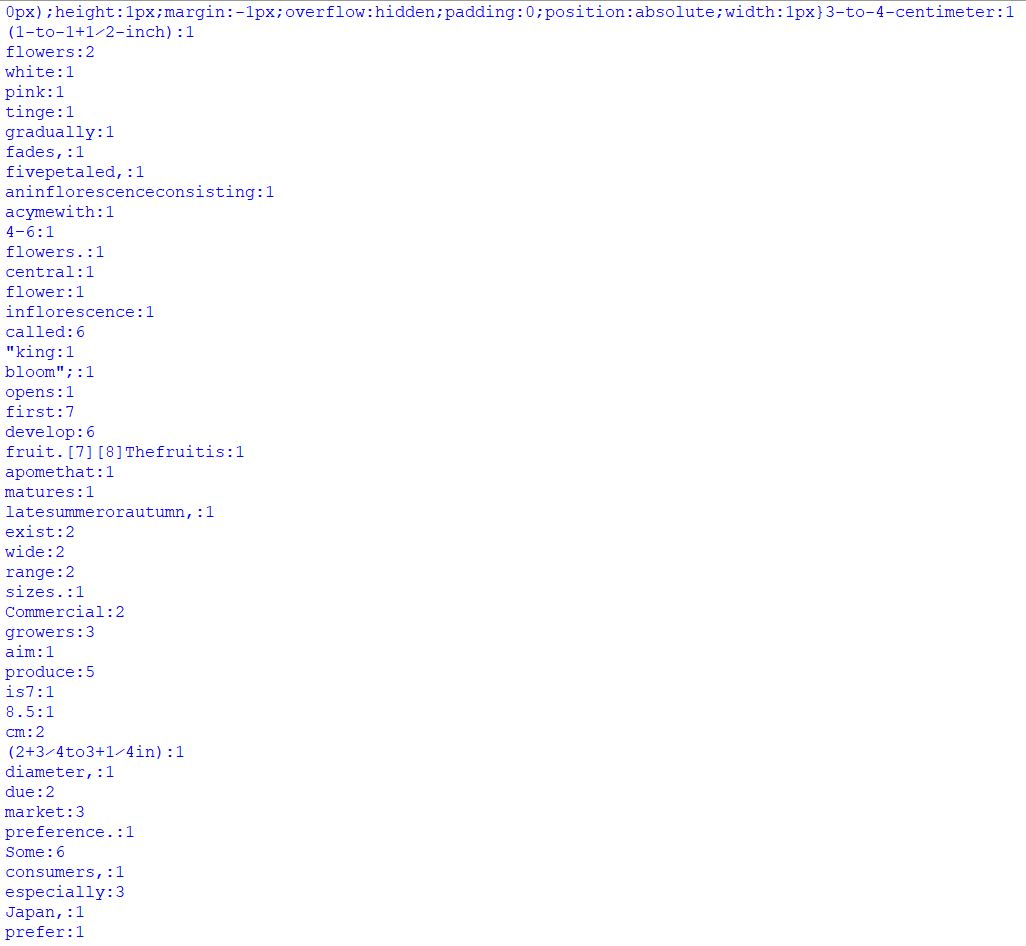 0px);height:1px;margin:-1px;overflow:hidden;padding:0;position:absolute;width:1px}3-to-4-centimeter:1
(1-to-1+1⁄2-inch):1
flowers:2
white:1
pink:1
tinge:1
gradually:1
fades,:1
fivepetaled,:1
aninflorescenceconsisting:1
acymewith:1
4–6:1
flowers.:1
central:1
flower:1
inflorescence:1
called:6
"king:1
bloom";:1
opens:1
first:7
develop:6
fruit.[7][8]Thefruitis:1
apomethat:1
matures:1
latesummerorautumn,:1
exist:2
wide:2
range:2
sizes.:1
Commercial:2
growers:3
aim:1
produce:5
is7:1
8.5:1
cm:2
(2+3⁄4to3+1⁄4in):1
diameter,:1
due:2
market:3
preference.:1
Some:6
consumers,:1
especially:3
Japan,:1
prefer:1